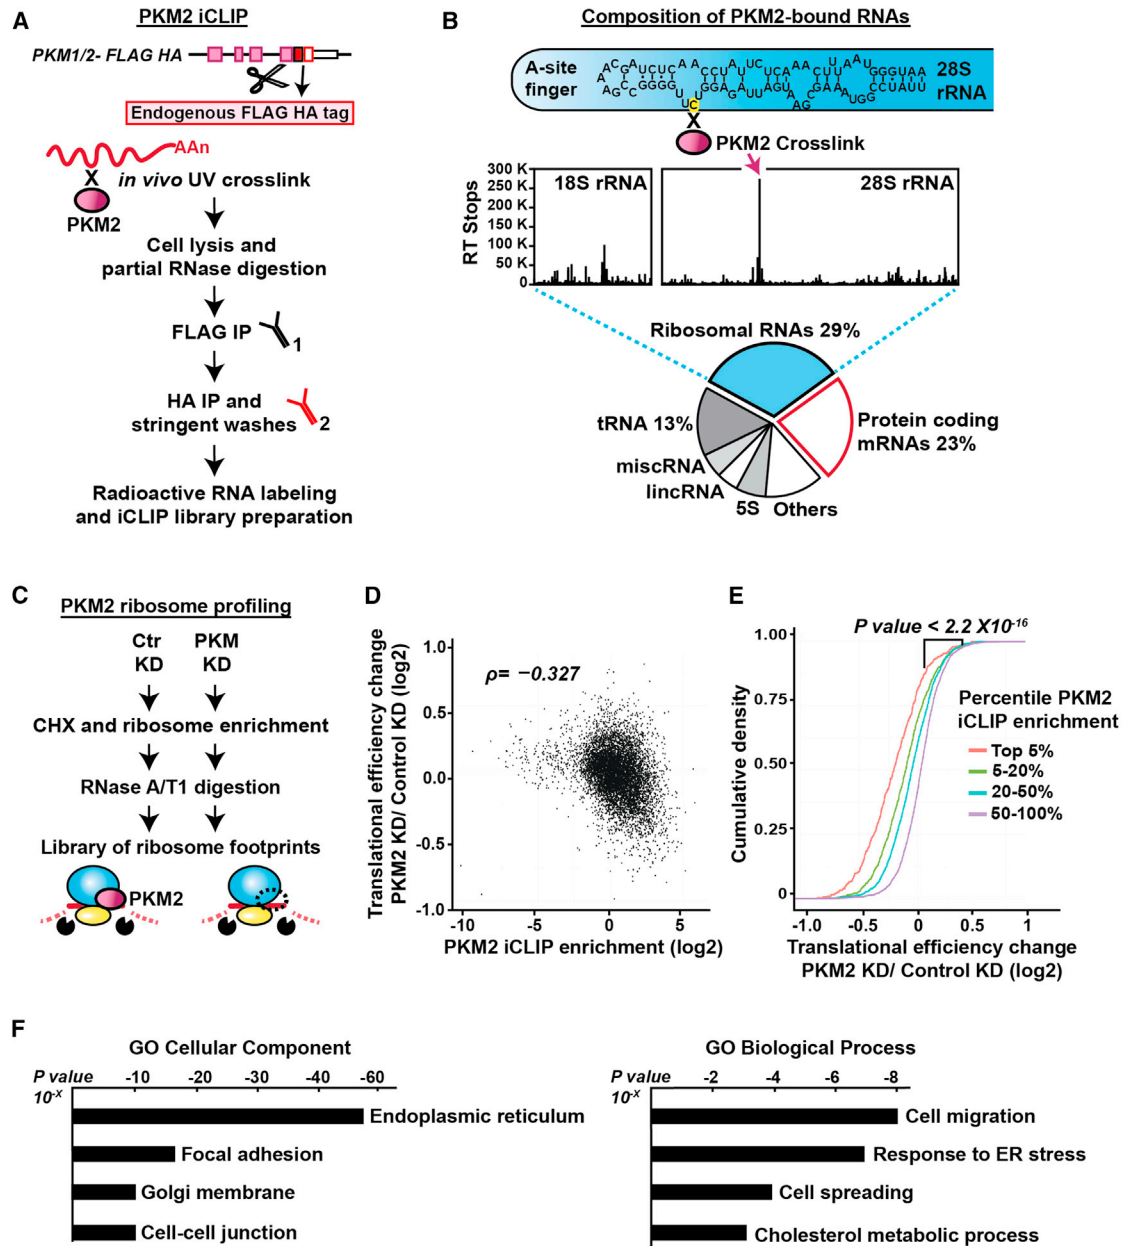 A
PKM2 iCLIP
PKM1/2- FLAG HA
Endogenous FLAG HA tag
AAn
X
in vivo UV crosslink
PKM2
Cell lysis and
partial RNase digestion
FLAG IP
1
HA IP and
stringent washes
2
Radioactive RNA labeling
and iCLIP library preparation
B
Composition of PKM2-bound RNAs
A-site
finger
28S
rRNA
X
PKM2 Crosslink
RT Stops
300 K
250 K
200 K
150 K
100 K
50 K
0
18S rRNA
28S rRNA
Ribosomal RNAs 29%
Protein coding
mRNAs 23%
tRNA 13%
miscRNA
lincRNA
5S
Others
C
PKM2 ribosome profiling
Ctr
KD
PKM
KD
CHX and ribosome enrichment
RNase A/T1 digestion
Library of ribosome footprints
PKM2
D
Translational efficiency change
PKM2 KD/ Control KD (log2)
1.0
0.5
0.0
-0.5
-1.0
ρ= −0.327
-10
-5
0
5
PKM2 iCLIP enrichment (log2)
E
P value < 2.2 X10-16
Cumulative density
1.00
0.75
0.50
0.25
0
Percentile PKM2
iCLIP enrichment
Top 5%
5-20%
20-50%
50-100%
-1.0
-0.5
0
0.5
1
Translational efficiency change
PKM2 KD/ Control KD (log2)
F
GO Cellular Component
P value
10-X
-10
-20
-30
-40
-60
Endoplasmic reticulum
Focal adhesion
Golgi membrane
Cell-cell junction
GO Biological Process
P value
10-X
-2
-4
-6
-8
Cell migration
Response to ER stress
Cell spreading
Cholesterol metabolic process